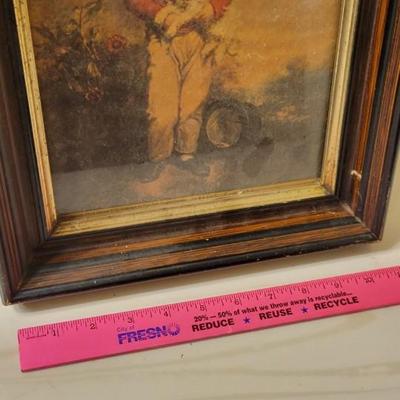 1 2 3 4 5 6 7 8 9 10
City of
FRESNO
20% — 50% of what we throw away is recyclable...
REDUCE ★ REUSE ★ RECYCLE